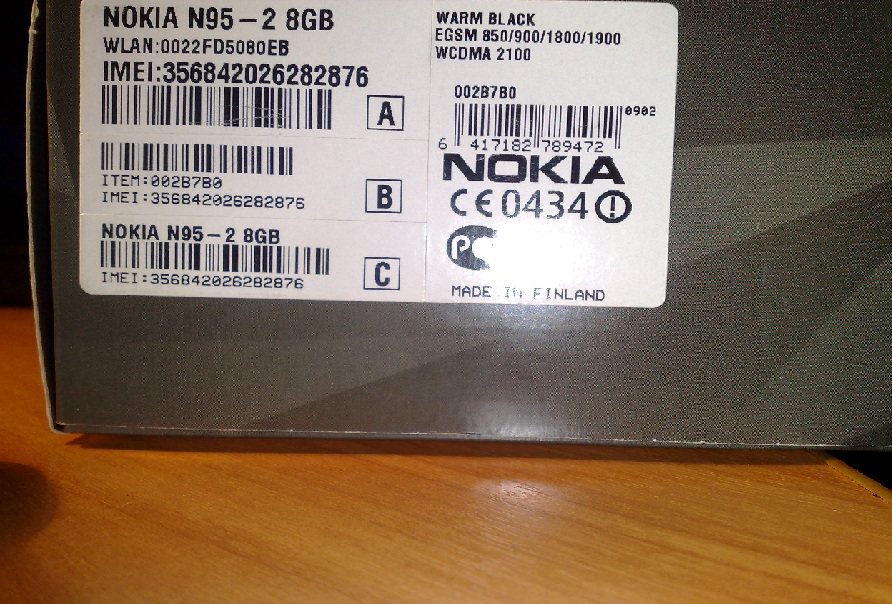 NOKIA N95-2 8GB
WLAN:0022FD5080EB
IMEI:356842026282876
A
ITEM:002B7B0
IMEI:356842026282876
B
NOKIA N95-2 8GB
IMEI:356842026282876
C
WARM BLACK
EGSM 850/900/1800/1900
WCDMA 2100
002B7B0
0902
6 417182 789472
NOKIA
CE0434!
MADE IN FINLAND